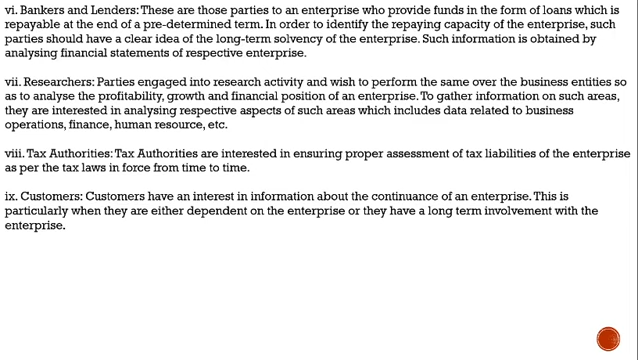 vi. Bankers and Lenders: These are those parties to an enterprise who provide funds in the form of loans which is
repayable at the end of a pre-determined term. In order to identify the repaying capacity of the enterprise, such
parties should have a clear idea of the long-term solvency of the enterprise. Such information is obtained by
analysing financial statements of respective enterprise.
vii. Researchers: Parties engaged into research activity and wish to perform the same over the business entities so
as to analyse the profitability, growth and financial position of an enterprise. To gather information on such areas,
they are interested in analysing respective aspects of such areas which includes data related to business
operations, finance, human resource, etc.
viii. Tax Authorities: Tax Authorities are interested in ensuring proper assessment of tax liabilities of the enterprise
as per the tax laws in force from time to time.
ix. Customers: Customers have an interest in information about the continuance of an enterprise. This is
particularly when they are either dependent on the enterprise or they have a long term involvement with the
enterprise.